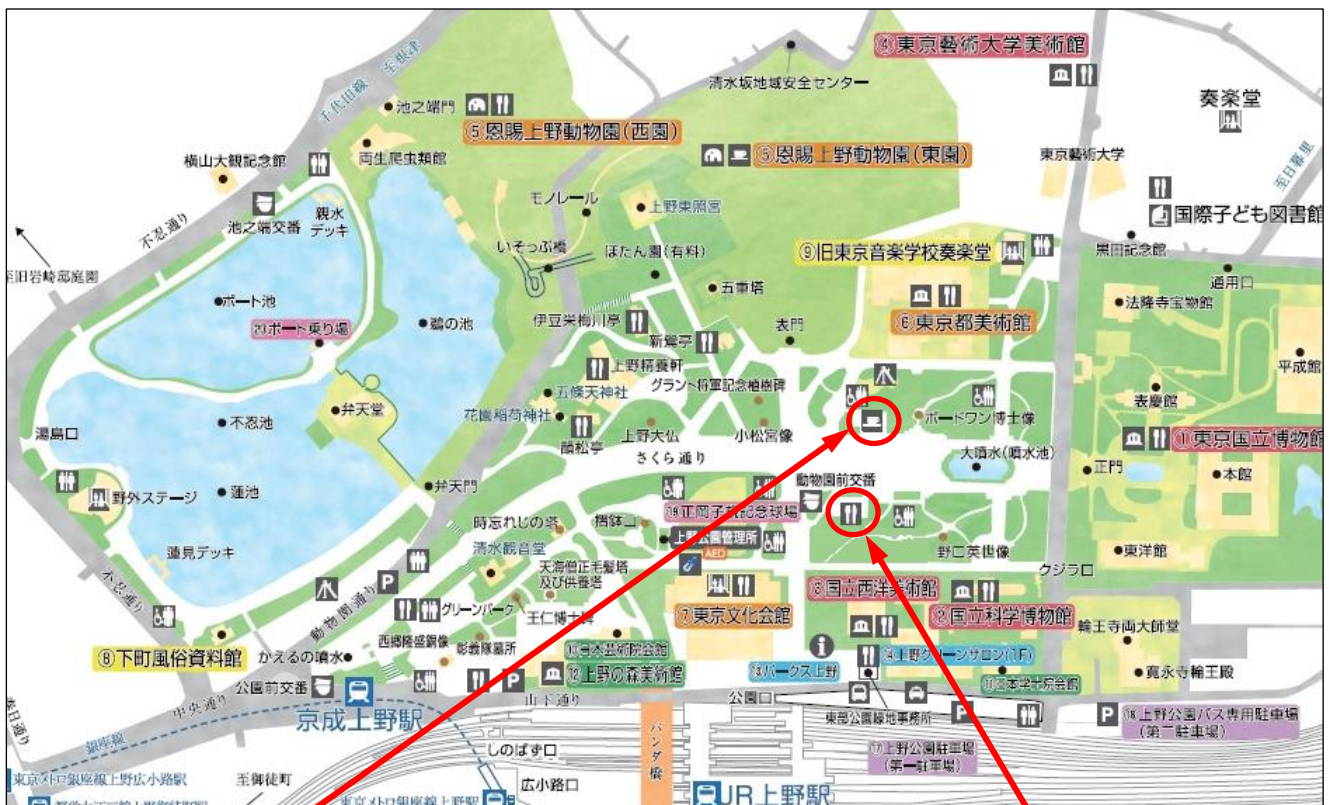 ④東京藝術大学美術館
清水坂地域安全センター
奏楽堂
千代田線 至根津
池之端門
⑤恩賜上野動物園(西園)
⑤恩賜上野動物園(東園)
東京藝術大学
至日暮里
横山大観記念館
両生爬虫類館
モノレール
上野東照宮
国際子ども図書館
池之端交番
親水
デッキ
不忍通り
いそっぷ橋
ぼたん園(有料)
⑨旧東京音楽学校奏楽堂
黒田記念館
至旧岩崎邸庭園
通用口
ボート池
五重塔
法隆寺宝物館
⑳ボート乗り場
鵜の池
伊豆栄梅川亭
表門
⑥東京都美術館
新鶯亭
平成館
上野精養軒
グラント将軍記念植樹碑
五條天神社
表慶館
弁天堂
花園稲荷神社
ボードワン博士像
湯島口
不忍池
韻松亭
上野大仏
小松宮像
①東京国立博物館
さくら通り
大噴水(噴水池)
正門
本館
野外ステージ
蓮池
弁天門
動物園前交番
時忘れじの塔
摺鉢山
⑲正岡子規記念球場
蓮見デッキ
清水観音堂
上野公園管理所
AED
野口英世像
東洋館
天海僧正毛髪塔
及び供養塔
クジラ口
不忍通り
動物園通り
P
グリーンパーク
王仁博士碑
⑦東京文化会館
⑧国立西洋美術館
②国立科学博物館
輪王寺両大師堂
西郷隆盛銅像
彰義隊墓所
⑧下町風俗資料館
かえるの噴水
⑩日本芸術院会館
⑫上野の森美術館
⑬パークス上野
⑭上野グリーンサロン(1F)
⑪日本学士院会館
寛永寺輪王殿
公園前交番
P
山下通り
公園口
東部公園緑地事務所
P
P
⑱上野公園バス専用駐車場
(第二駐車場)
春日通り
中央通り
京成上野駅
銀座線
パンダ橋
⑰上野公園駐車場
(第一駐車場)
しのばず口
東京メトロ銀座線上野広小路駅
至御徒町
広小路口
東京メトロ銀座線上野駅
JR上野駅